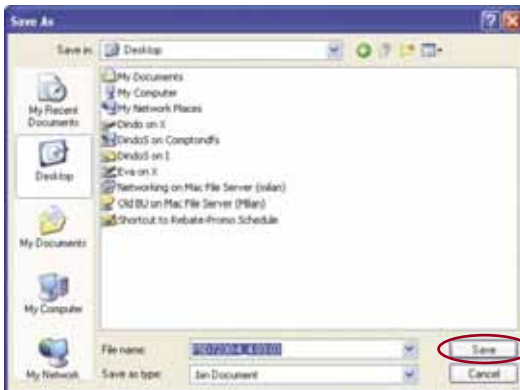 Save As
Save in:
Desktop
My Recent Documents
Desktop
My Documents
My Computer
My Network
My Documents
My Computer
My Network Places
Dindo on X
DindoS on Comptondfs
DindoS on I
Eva on X
Networking on Mac File Server (milan)
Old BU on Mac File Server (Milan)
Shortcut to Rebate-Promo Schedule
File name:
Save
Save as type:
.bin Document
Cancel